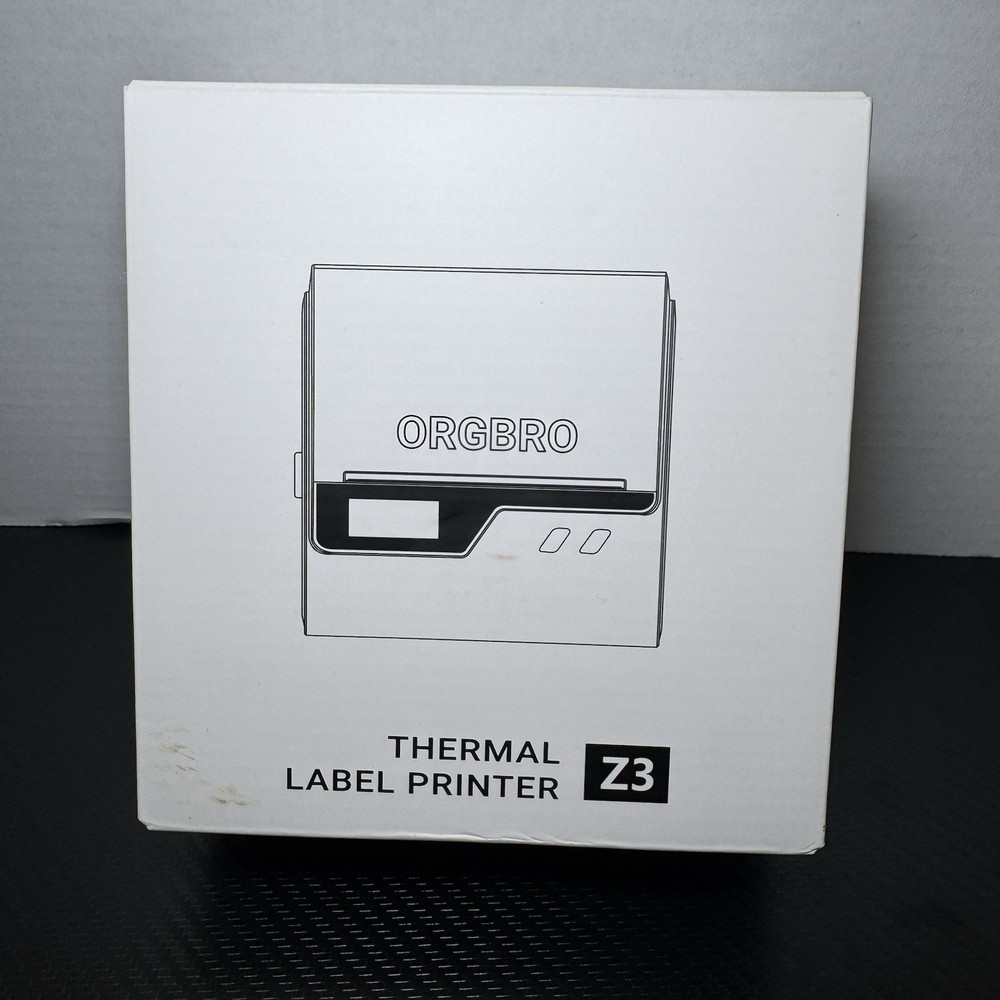 ORGBRO
THERMAL
LABEL PRINTER
Z3